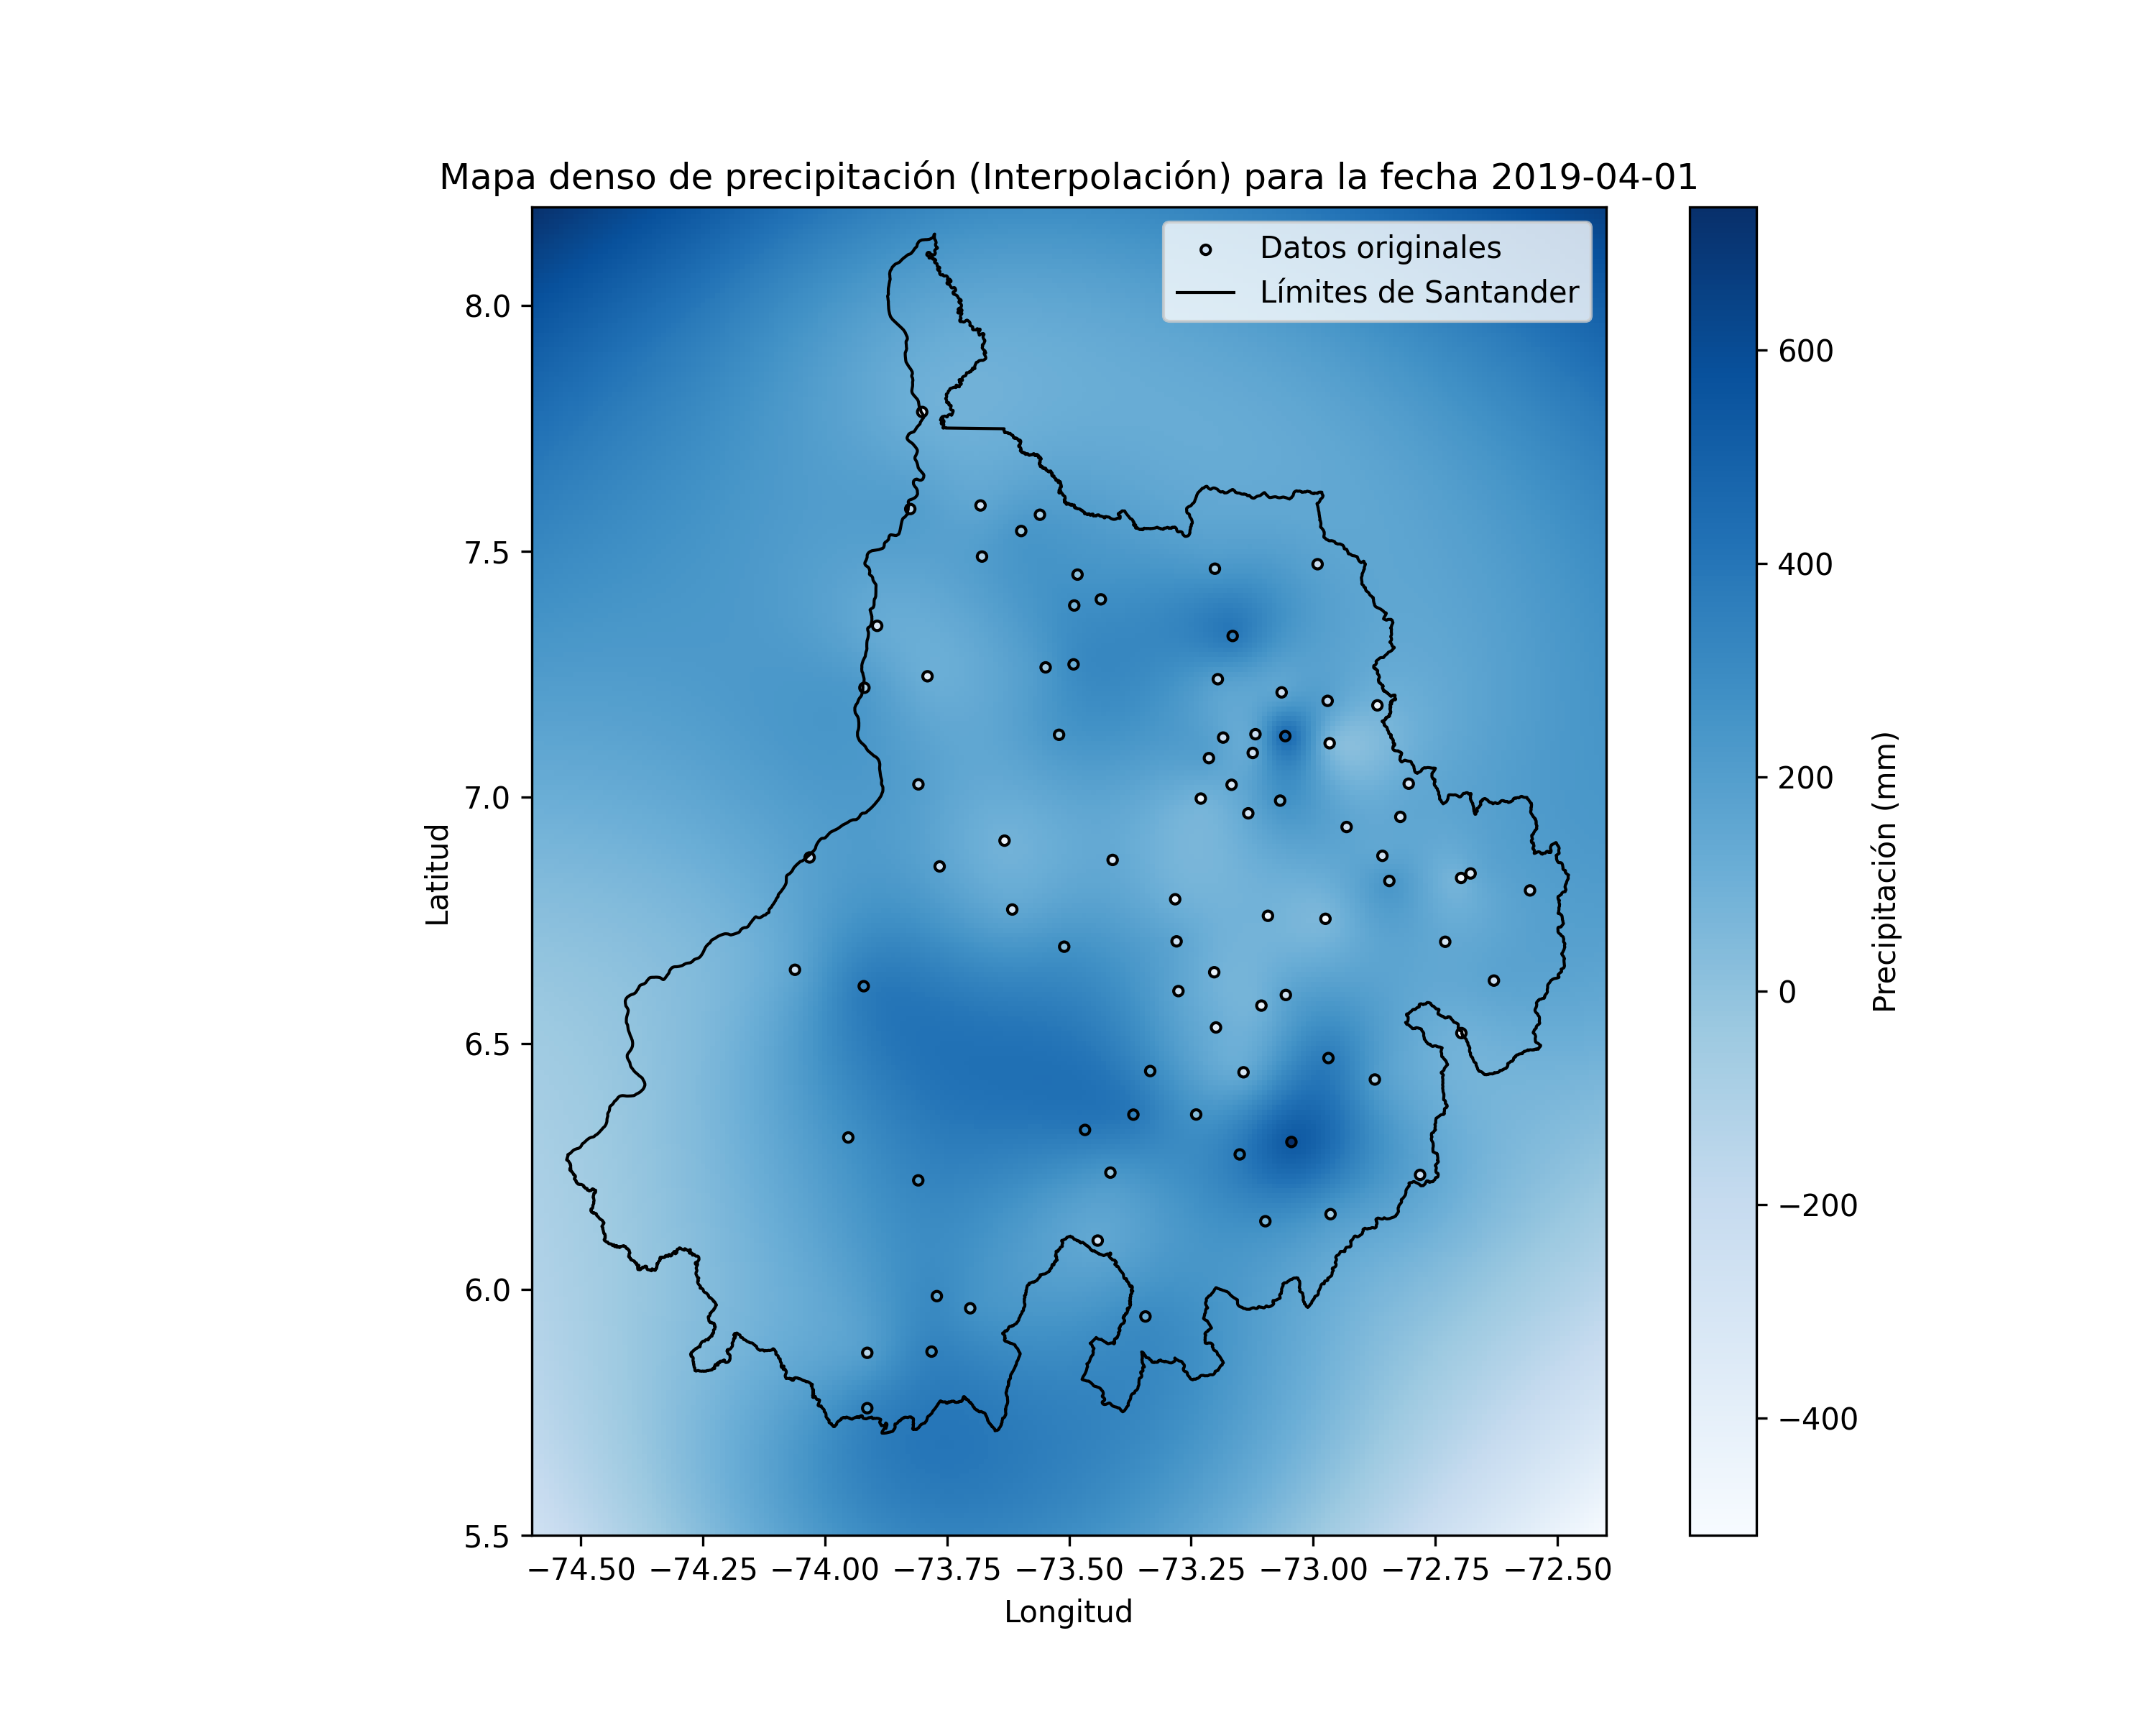 Mapa denso de precipitación (Interpolación) para la fecha 2019-04-01
Datos originales
Límites de Santander
8.0
7.5
7.0
6.5
6.0
5.5
Latitud
−74.50 −74.25 −74.00 −73.75 −73.50 −73.25 −73.00 −72.75 −72.50
Longitud
600
400
200
0
−200
−400
Precipitación (mm)